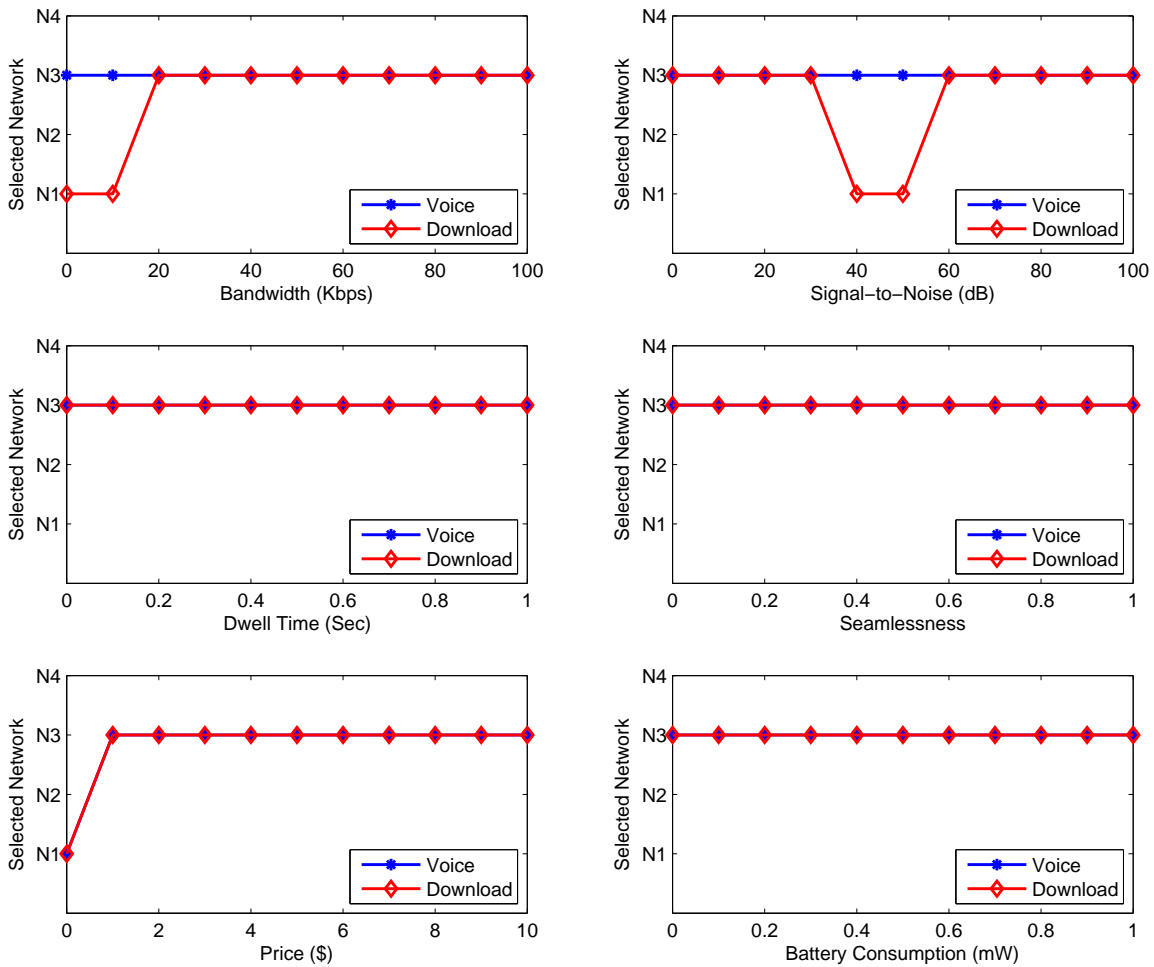 N4
N3
N2
N1
Selected Network
Voice
Download
0 20 40 60 80 100
Bandwidth (Kbps)
N4
N3
N2
N1
Selected Network
Voice
Download
0 20 40 60 80 100
Signal−to−Noise (dB)
N4
N3
N2
N1
Selected Network
Voice
Download
0 0.2 0.4 0.6 0.8 1
Dwell Time (Sec)
N4
N3
N2
N1
Selected Network
Voice
Download
0 0.2 0.4 0.6 0.8 1
Seamlessness
N4
N3
N2
N1
Selected Network
Voice
Download
0 2 4 6 8 10
Price ($)
N4
N3
N2
N1
Selected Network
Voice
Download
0 0.2 0.4 0.6 0.8 1
Battery Consumption (mW)